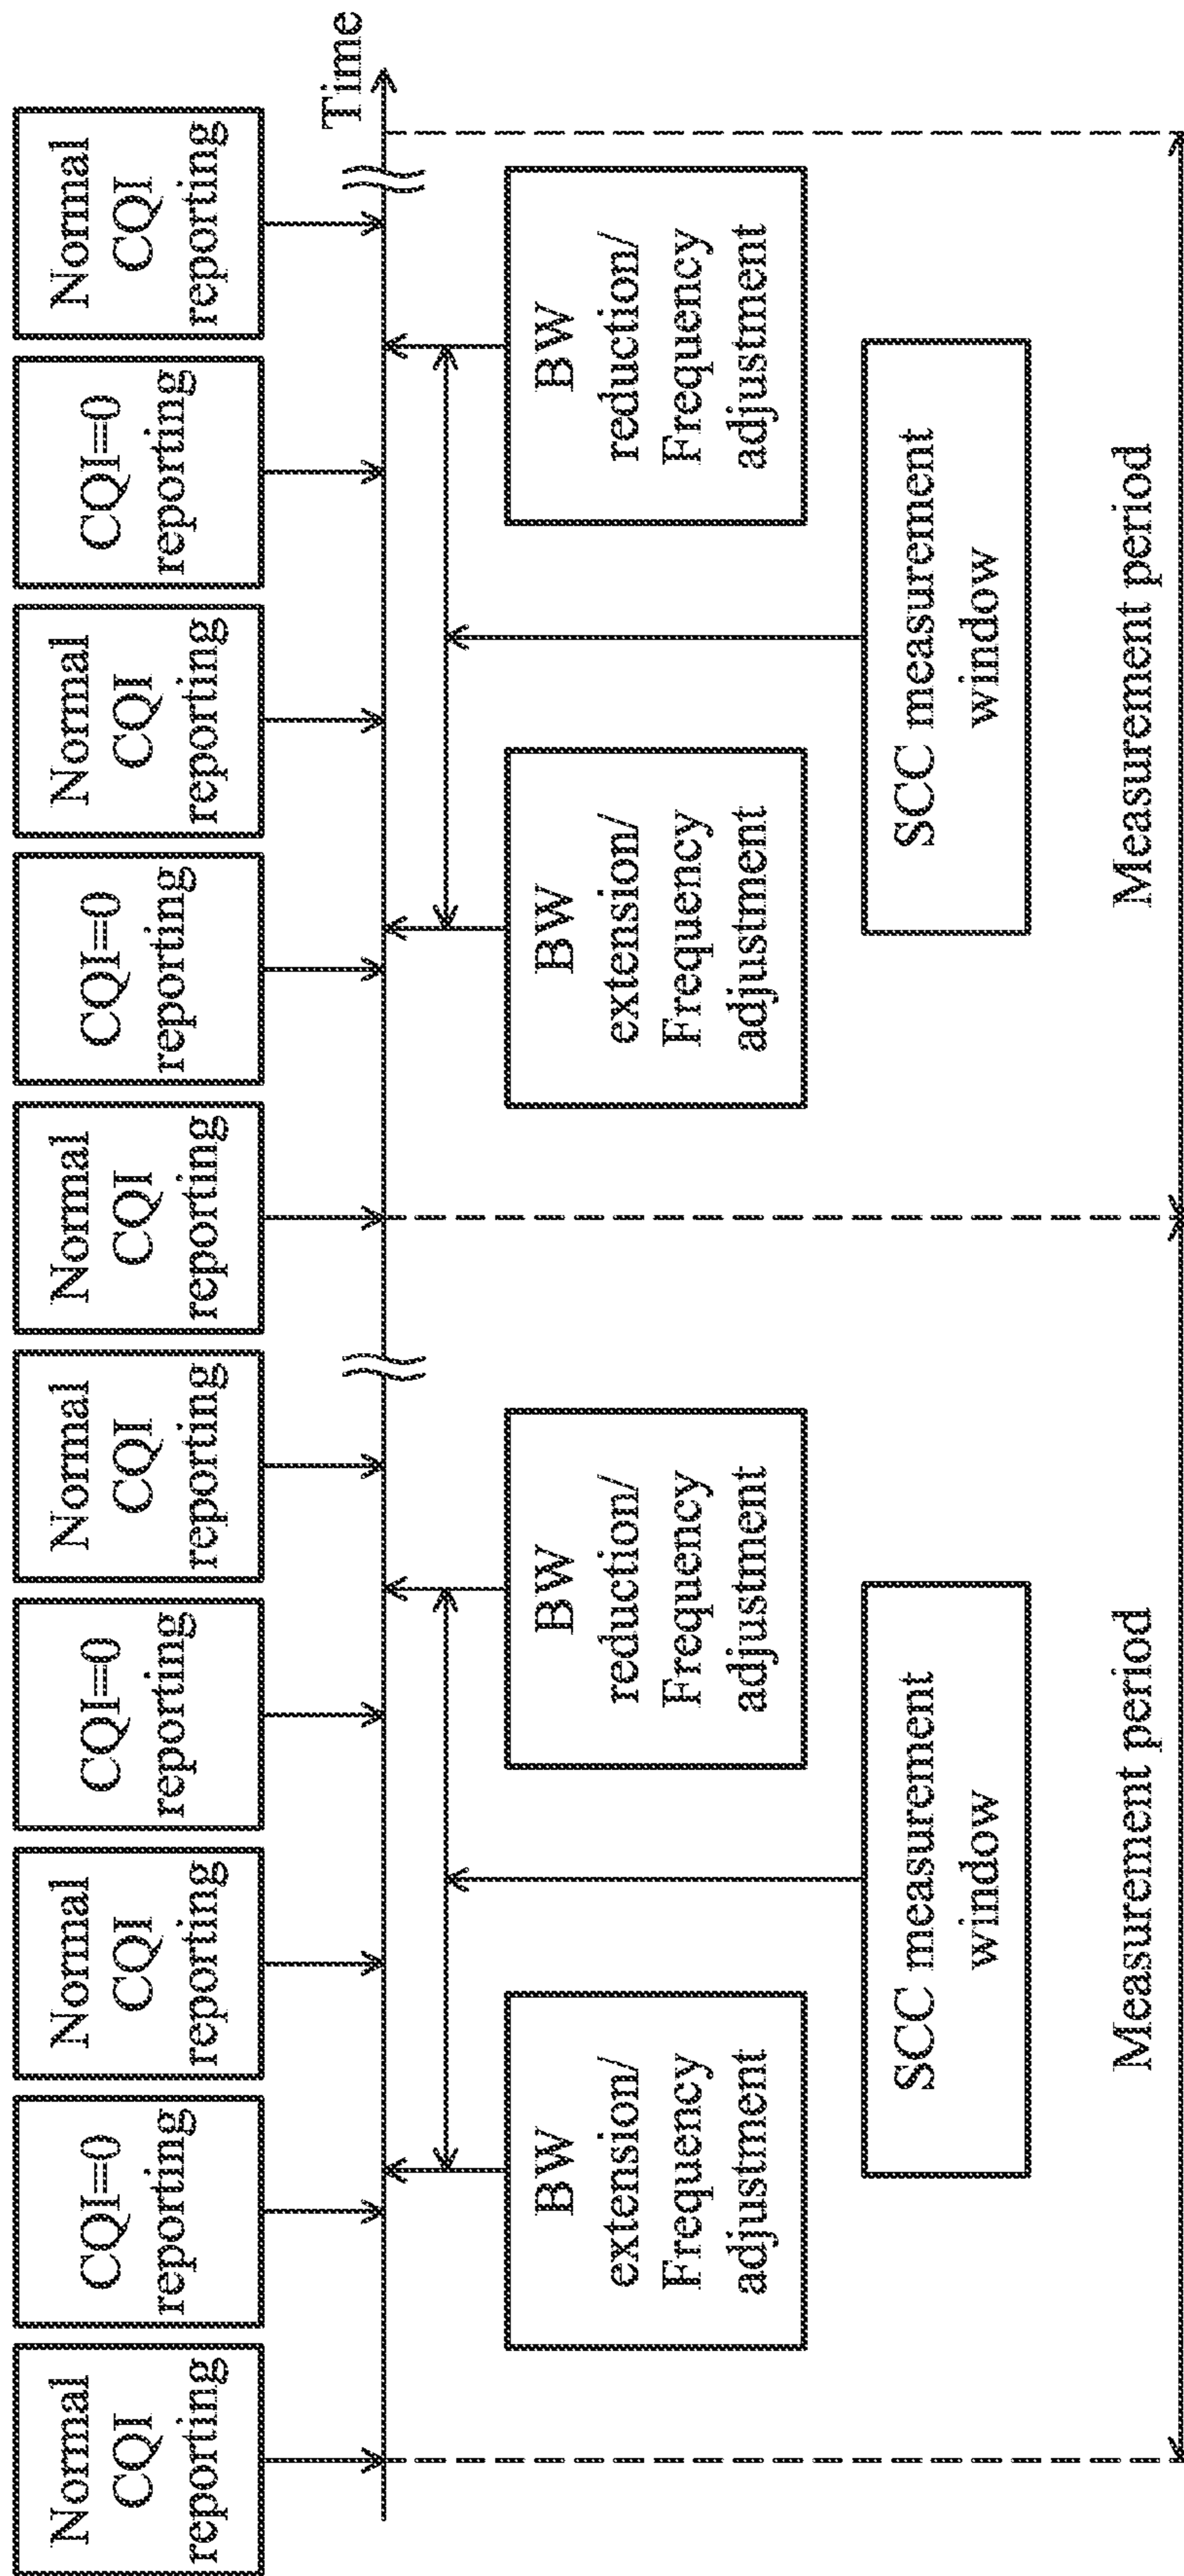 Normal
CQI
reporting
CQI=0
reporting
Normal
CQI
reporting
CQI=0
reporting
Normal
CQI
reporting
Normal
CQI
reporting
CQI=0
reporting
Normal
CQI
reporting
CQI=0
reporting
Normal
CQI
reporting
Time
BW
extension/
Frequency
adjustment
BW
reduction/
Frequency
adjustment
BW
extension/
Frequency
adjustment
BW
reduction/
Frequency
adjustment
SCC measurement
window
SCC measurement
window
Measurement period
Measurement period